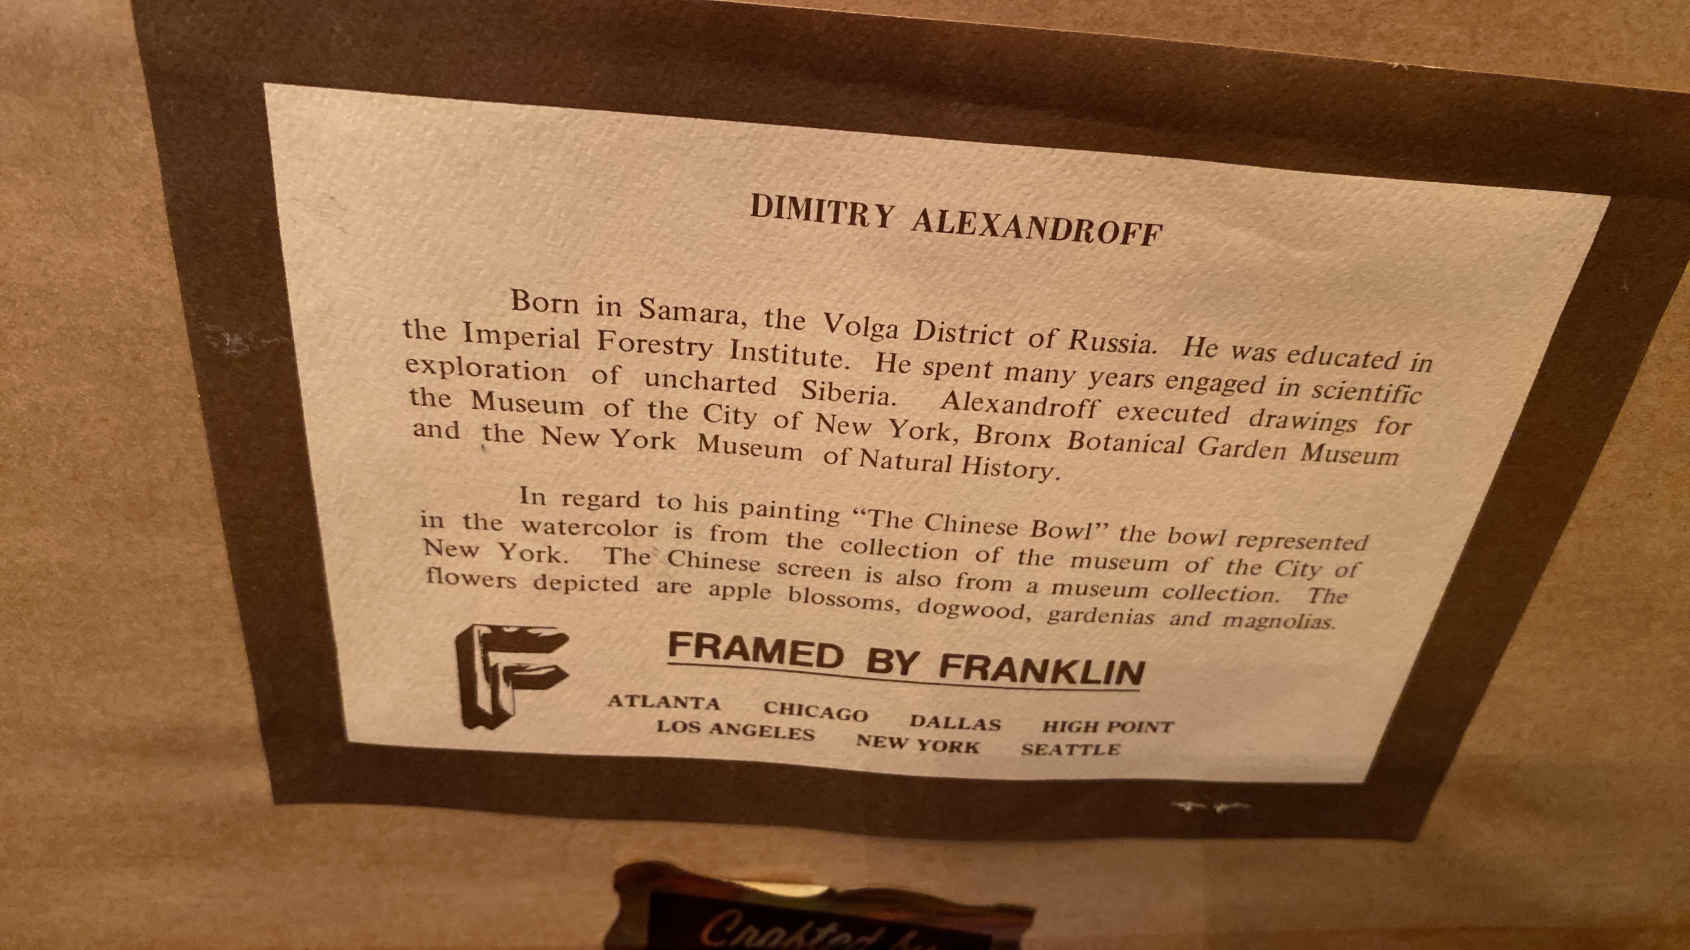 DIMITRY ALEXANDROFF
Born in Samara, the Volga District of Russia. He was educated in
the Imperial Forestry Institute. He spent many years engaged in scientific
exploration of uncharted Siberia. Alexandroff executed drawings for
the Museum of the City of New York, Bronx Botanical Garden Museum
and the New York Museum of Natural History.
In regard to his painting “The Chinese Bowl” the bowl represented
in the watercolor is from the collection of the museum of the City of
New York. The Chinese screen is also from a museum collection. The
flowers depicted are apple blossoms, dogwood, gardenias and magnolias.
F FRAMED BY FRANKLIN
ATLANTA CHICAGO DALLAS HIGH POINT
LOS ANGELES NEW YORK SEATTLE
Crafted by